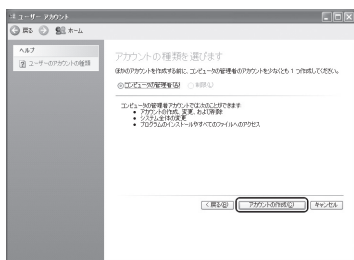 ユーザー アカウント
戻る ホーム
ヘルプ
ユーザーのアカウントの種類
アカウントの種類を選びます
ほかのアカウントを作成する前に、コンピュータの管理者のアカウントを少なくとも 1 つ作成してください。
コンピュータの管理者(A) 制限(L)
コンピュータの管理者アカウントでは次のことができます
• アカウントの作成、変更、および削除
• システム全体の変更
• プログラムのインストールやすべてのファイルへのアクセス
< 戻る(B) アカウントの作成(C) キャンセル